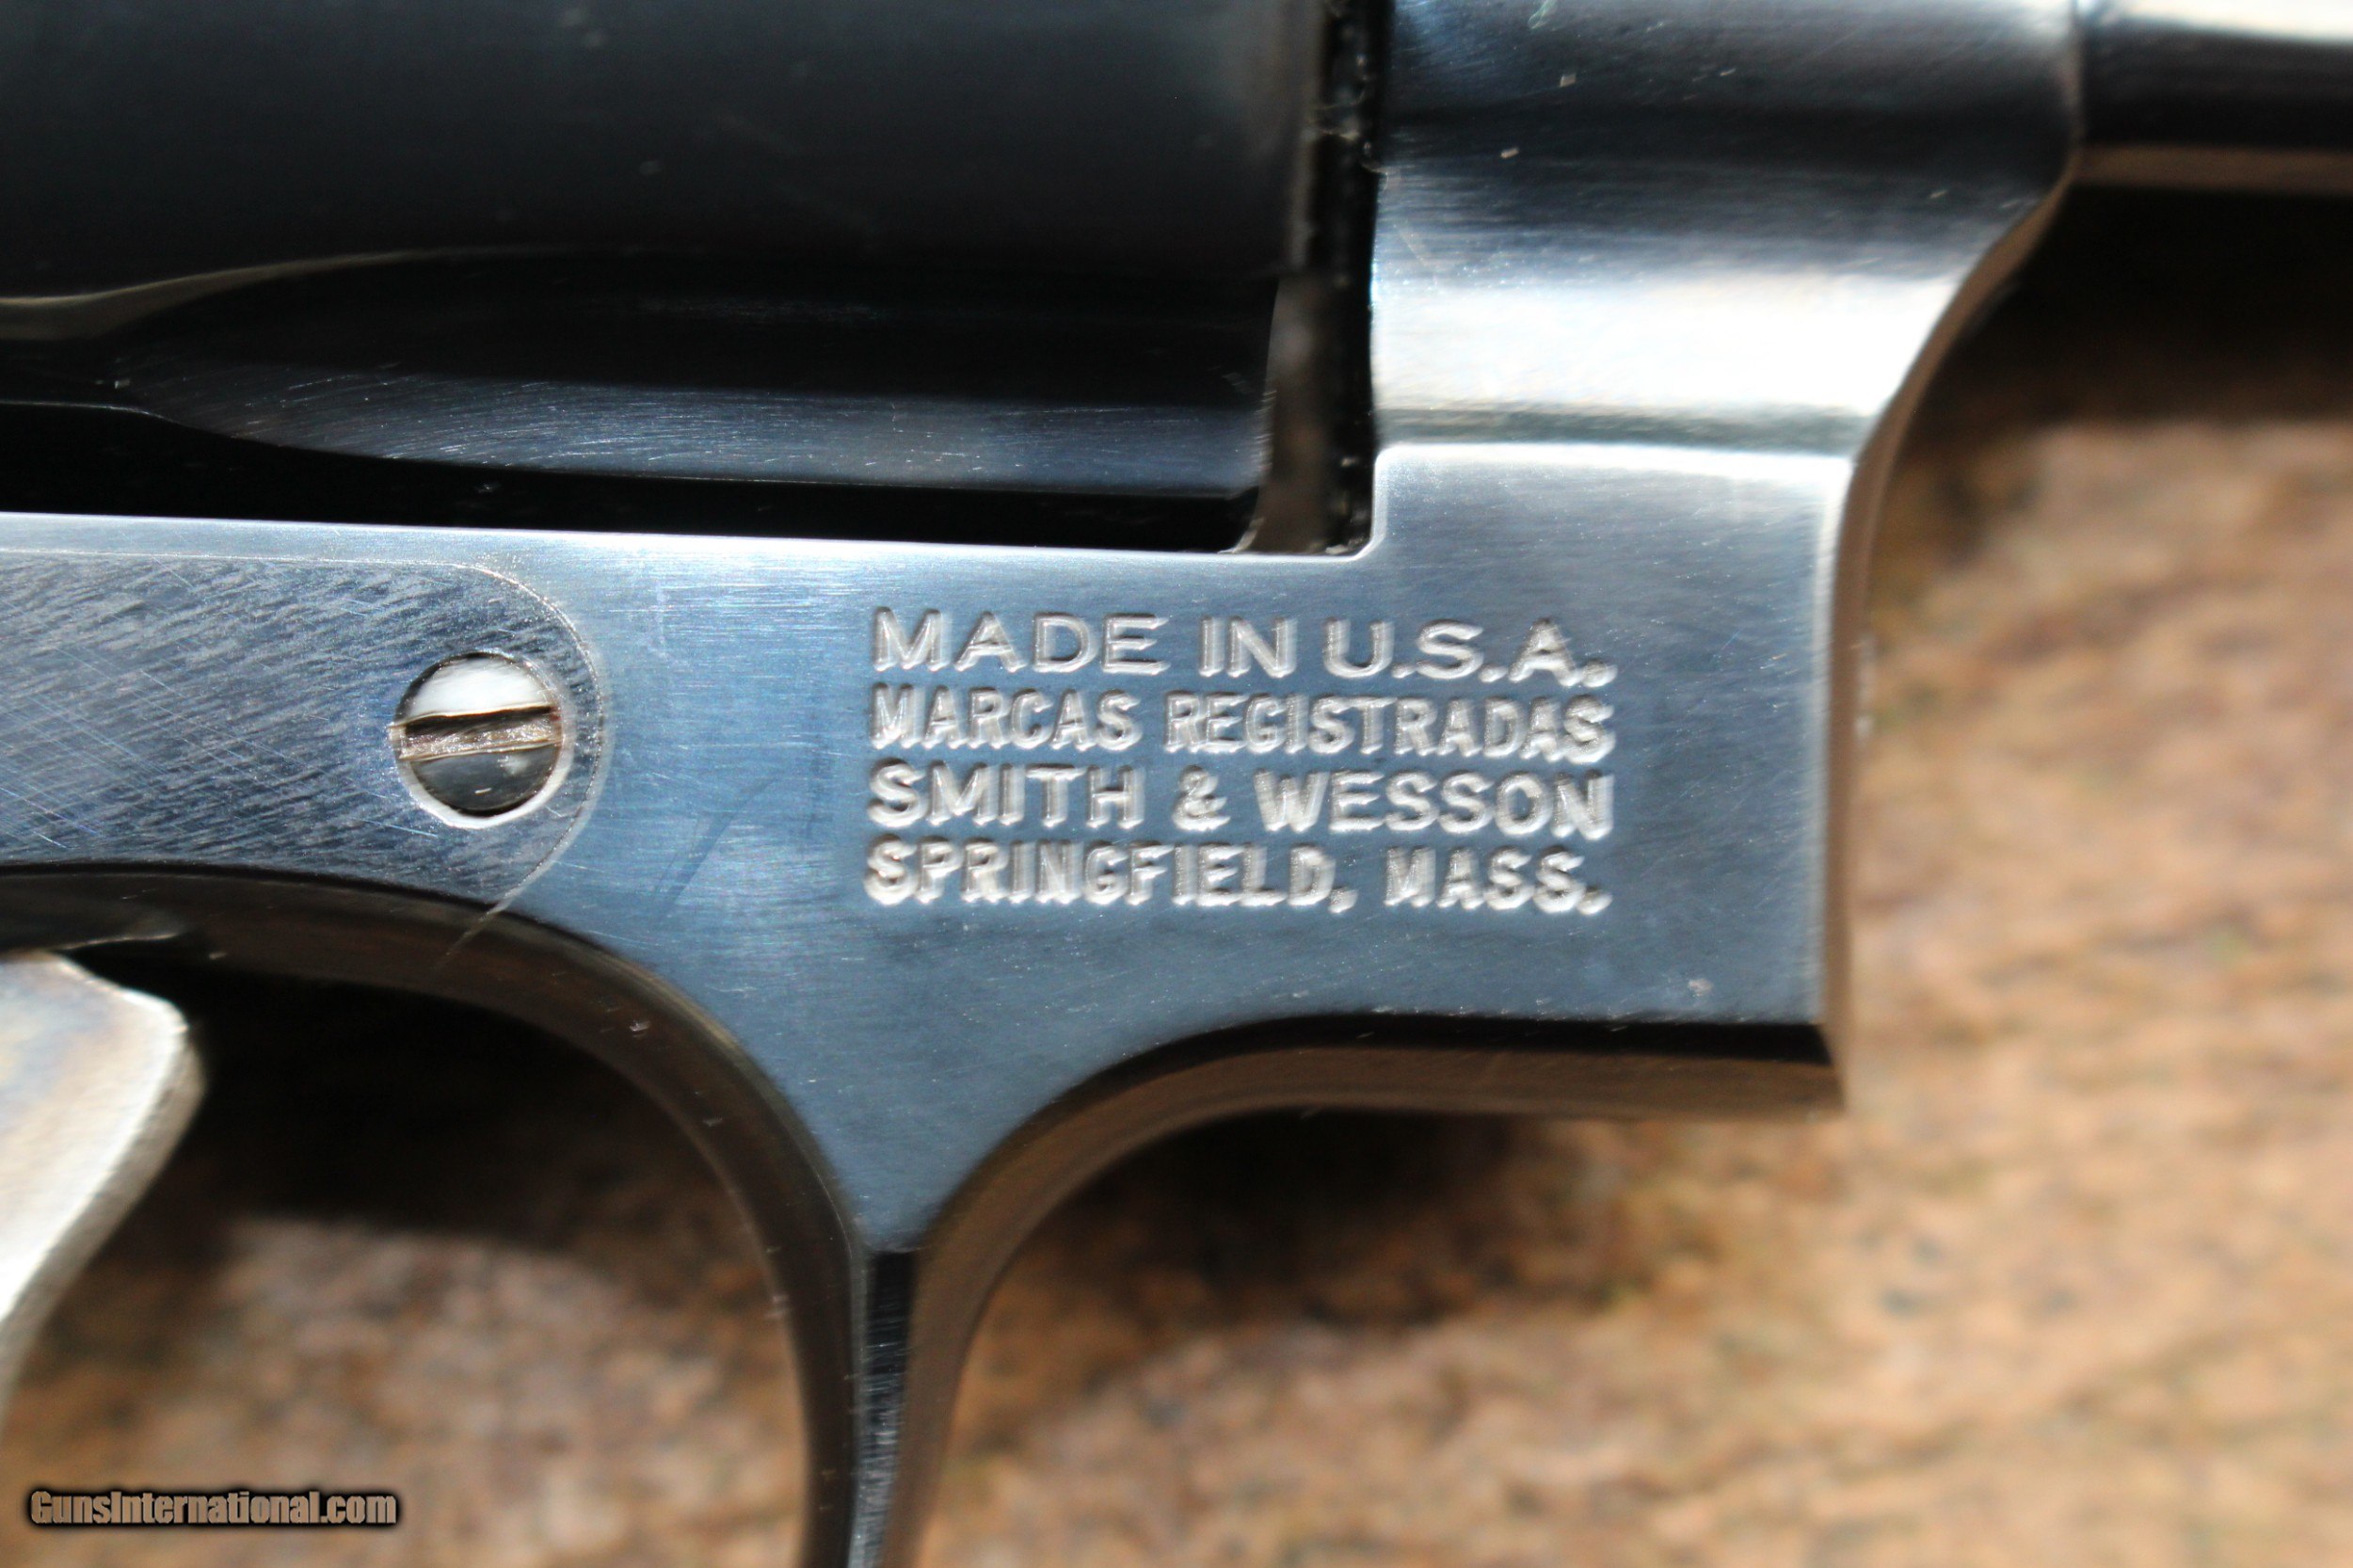 MADE IN U.S.A.
MARCAS REGISTRADAS
SMITH & WESSON
SPRINGFIELD, MASS.
GunsInternational.com